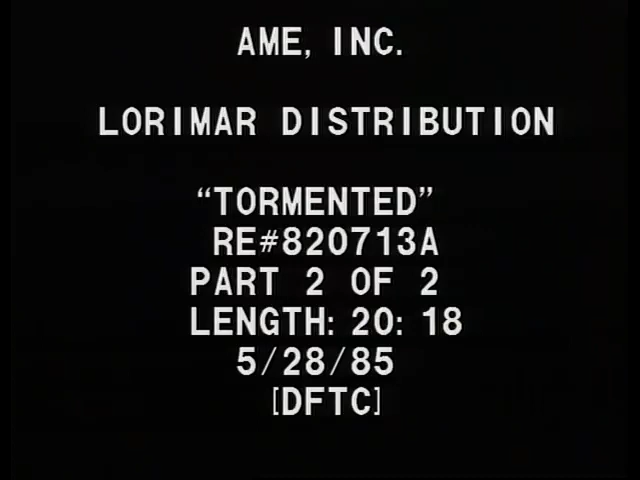 AME, INC.
LORIMAR DISTRIBUTION
“TORMENTED”
RE#820713A
PART 2 OF 2
LENGTH: 20: 18
5/28/85
[DFTC]